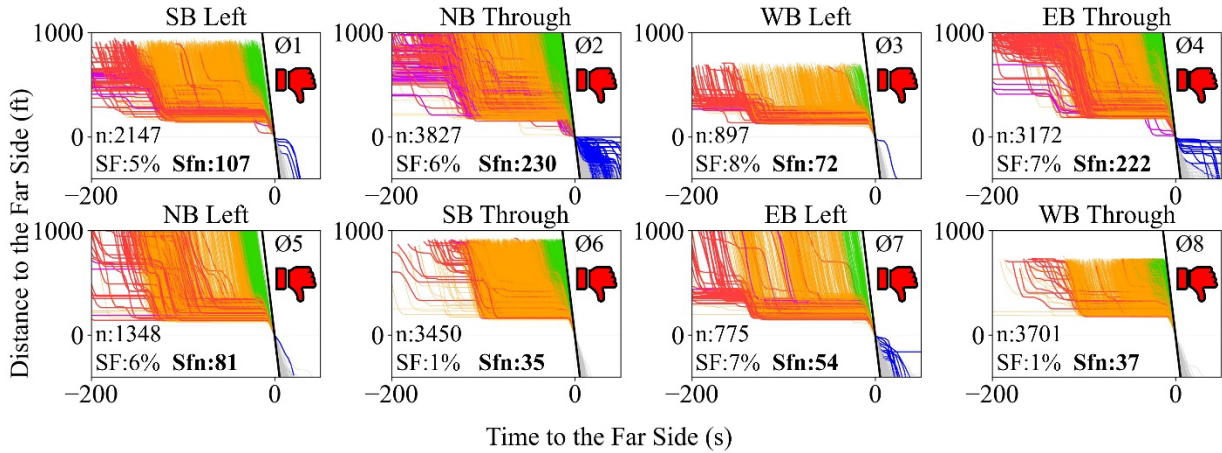 SB Left
NB Through
WB Left
EB Through
Distance to the Far Side (ft)
1000
0
Ø1
n:2147
SF:5% Sfn:107
−200
0
1000
0
Ø2
n:3827
SF:6% Sfn:230
−200
0
1000
0
Ø3
n:897
SF:8% Sfn:72
−200
0
1000
0
Ø4
n:3172
SF:7% Sfn:222
−200
0
NB Left
SB Through
EB Left
WB Through
1000
0
Ø5
n:1348
SF:6% Sfn:81
−200
0
1000
0
Ø6
n:3450
SF:1% Sfn:35
−200
0
1000
0
Ø7
n:775
SF:7% Sfn:54
−200
0
1000
0
Ø8
n:3701
SF:1% Sfn:37
−200
0
Time to the Far Side (s)